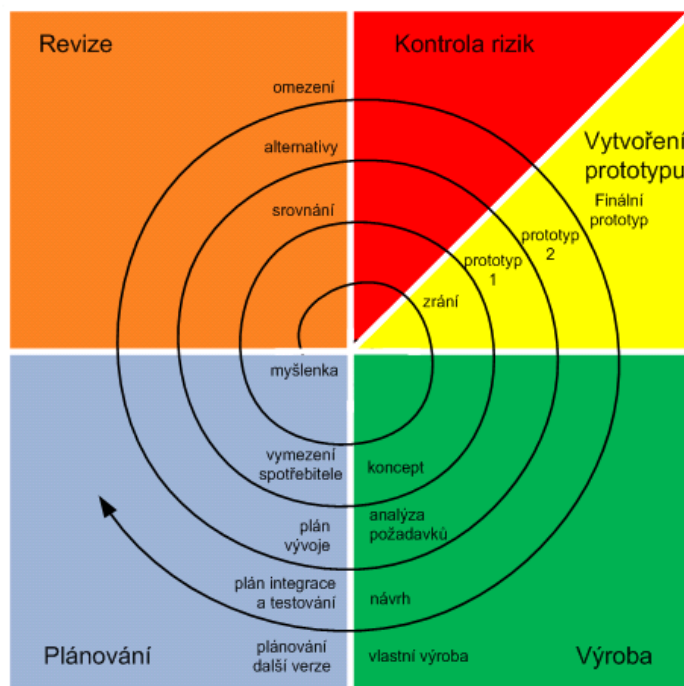 Revize
Kontrola rizik
omezení
alternativy
srovnání
Vytvoření
prototypu
Finální
prototyp
prototyp
2
prototyp
1
zrání
myšlenka
vymezení
spotřebitele
koncept
plán
vývoje
analýza
požadavků
plán integrace
a testování
návrh
plánování
další verze
vlastní výroba
Plánování
Výroba